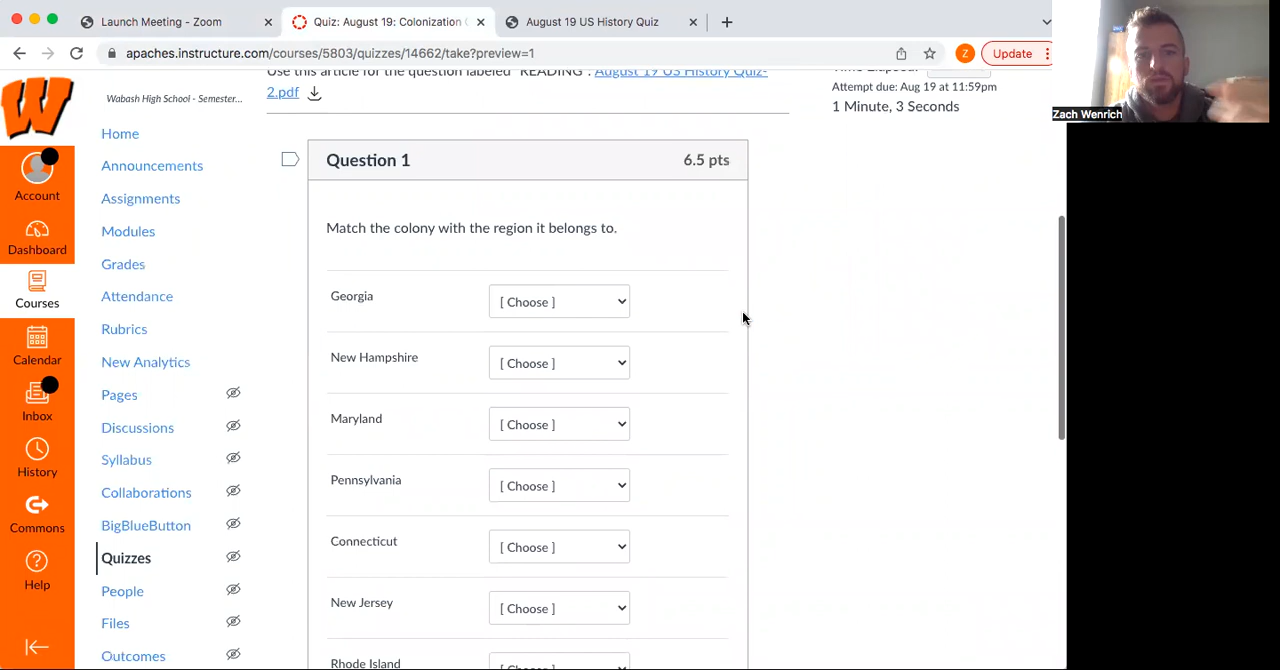 Launch Meeting - Zoom
Quiz: August 19: Colonization
August 19 US History Quiz
apaches.instructure.com/courses/5803/quizzes/14662/take?preview=1
Z
Update
Zach Wenrich
W
Account
Dashboard
Courses
Calendar
Inbox
History
Commons
Help
Wabash High School - Semester...
Home
Announcements
Assignments
Modules
Grades
Attendance
Rubrics
New Analytics
Pages
Discussions
Syllabus
Collaborations
BigBlueButton
Quizzes
People
Files
Outcomes
Use this article for the question labeled "READING": August 19 US History Quiz-
2.pdf
Time Elapsed:
Attempt due: Aug 19 at 11:59pm
1 Minute, 3 Seconds
Question 1 6.5 pts
Match the colony with the region it belongs to.
Georgia [ Choose ]
New Hampshire [ Choose ]
Maryland [ Choose ]
Pennsylvania [ Choose ]
Connecticut [ Choose ]
New Jersey [ Choose ]
Rhode Island [ Choose ]